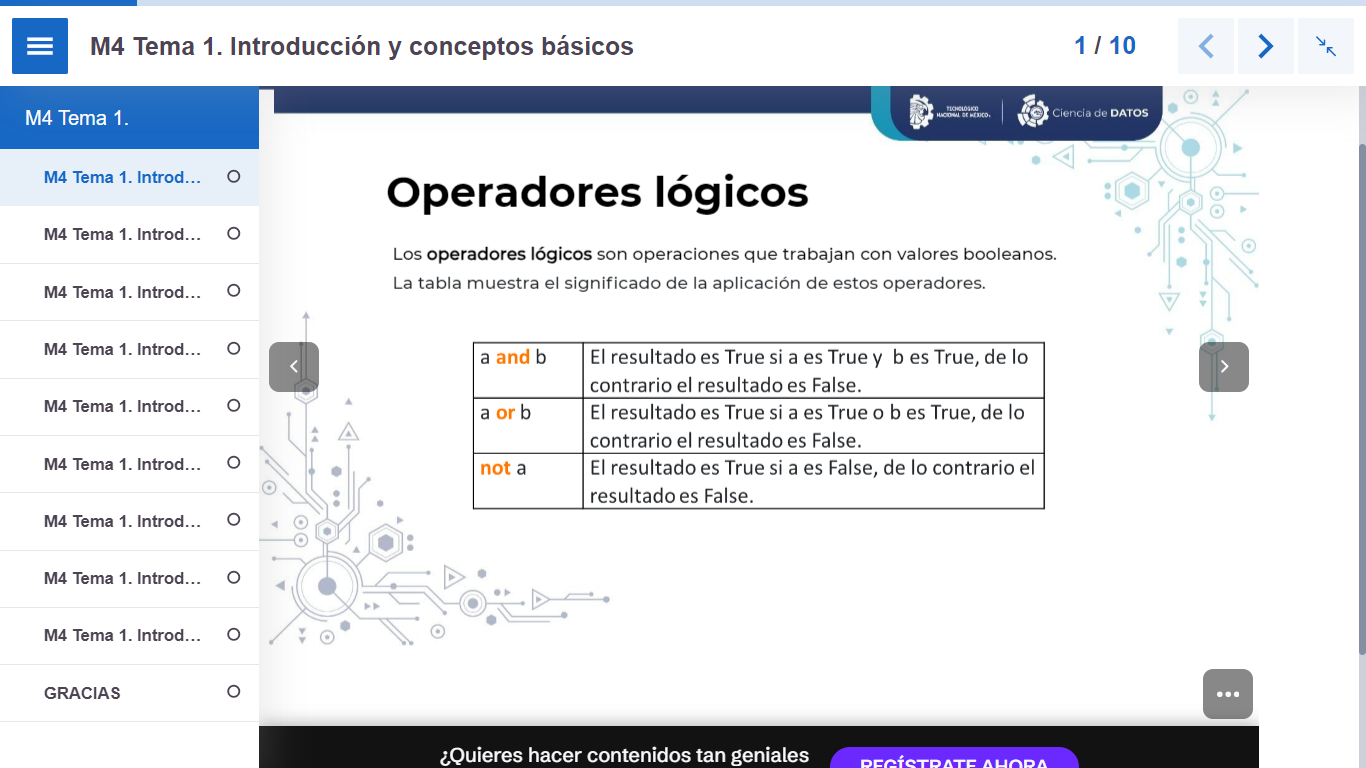 M4 Tema 1. Introducción y conceptos básicos
1 / 10
M4 Tema 1.
M4 Tema 1. Introd...
M4 Tema 1. Introd...
M4 Tema 1. Introd...
M4 Tema 1. Introd...
M4 Tema 1. Introd...
M4 Tema 1. Introd...
M4 Tema 1. Introd...
M4 Tema 1. Introd...
M4 Tema 1. Introd...
GRACIAS
TECNOLÓGICO
NACIONAL DE MÉXICO
Ciencia de DATOS
Operadores lógicos
Los operadores lógicos son operaciones que trabajan con valores booleanos.
La tabla muestra el significado de la aplicación de estos operadores.
a and b
El resultado es True si a es True y b es True, de lo
contrario el resultado es False.
a or b
El resultado es True si a es True o b es True, de lo
contrario el resultado es False.
not a
El resultado es True si a es False, de lo contrario el
resultado es False.
¿Quieres hacer contenidos tan geniales
REGÍSTRATE AHORA